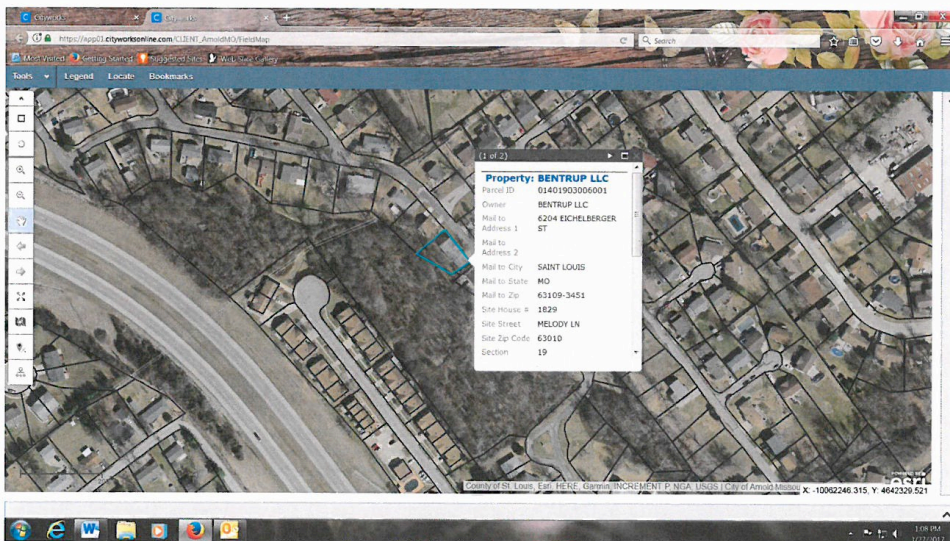 Cityworks
Cityworks
https://app01.cityworksonline.com/CLIENT_ArnoldMO/FieldMap
Search
Most Visited Getting Started Suggested Sites Web Slice Gallery
Tools Legend Locate Bookmarks
(1 of 2)
Property: BENTRUP LLC
Parcel ID 01401903006001
Owner BENTRUP LLC
Mail to Address 1 6204 EICHELBERGER ST
Mail to Address 2
Mail to City SAINT LOUIS
Mail to State MO
Mail to Zip 63109-3451
Site House # 1829
Site Street MELODY LN
Site Zip Code 63010
Section 19
POWERED BY
esri
County of St. Louis, Esri, HERE, Garmin, INCREMENT P, NGA, USGS | City of Arnold Missou
X: -10062246.315, Y: 4642329.521
1:08 PM